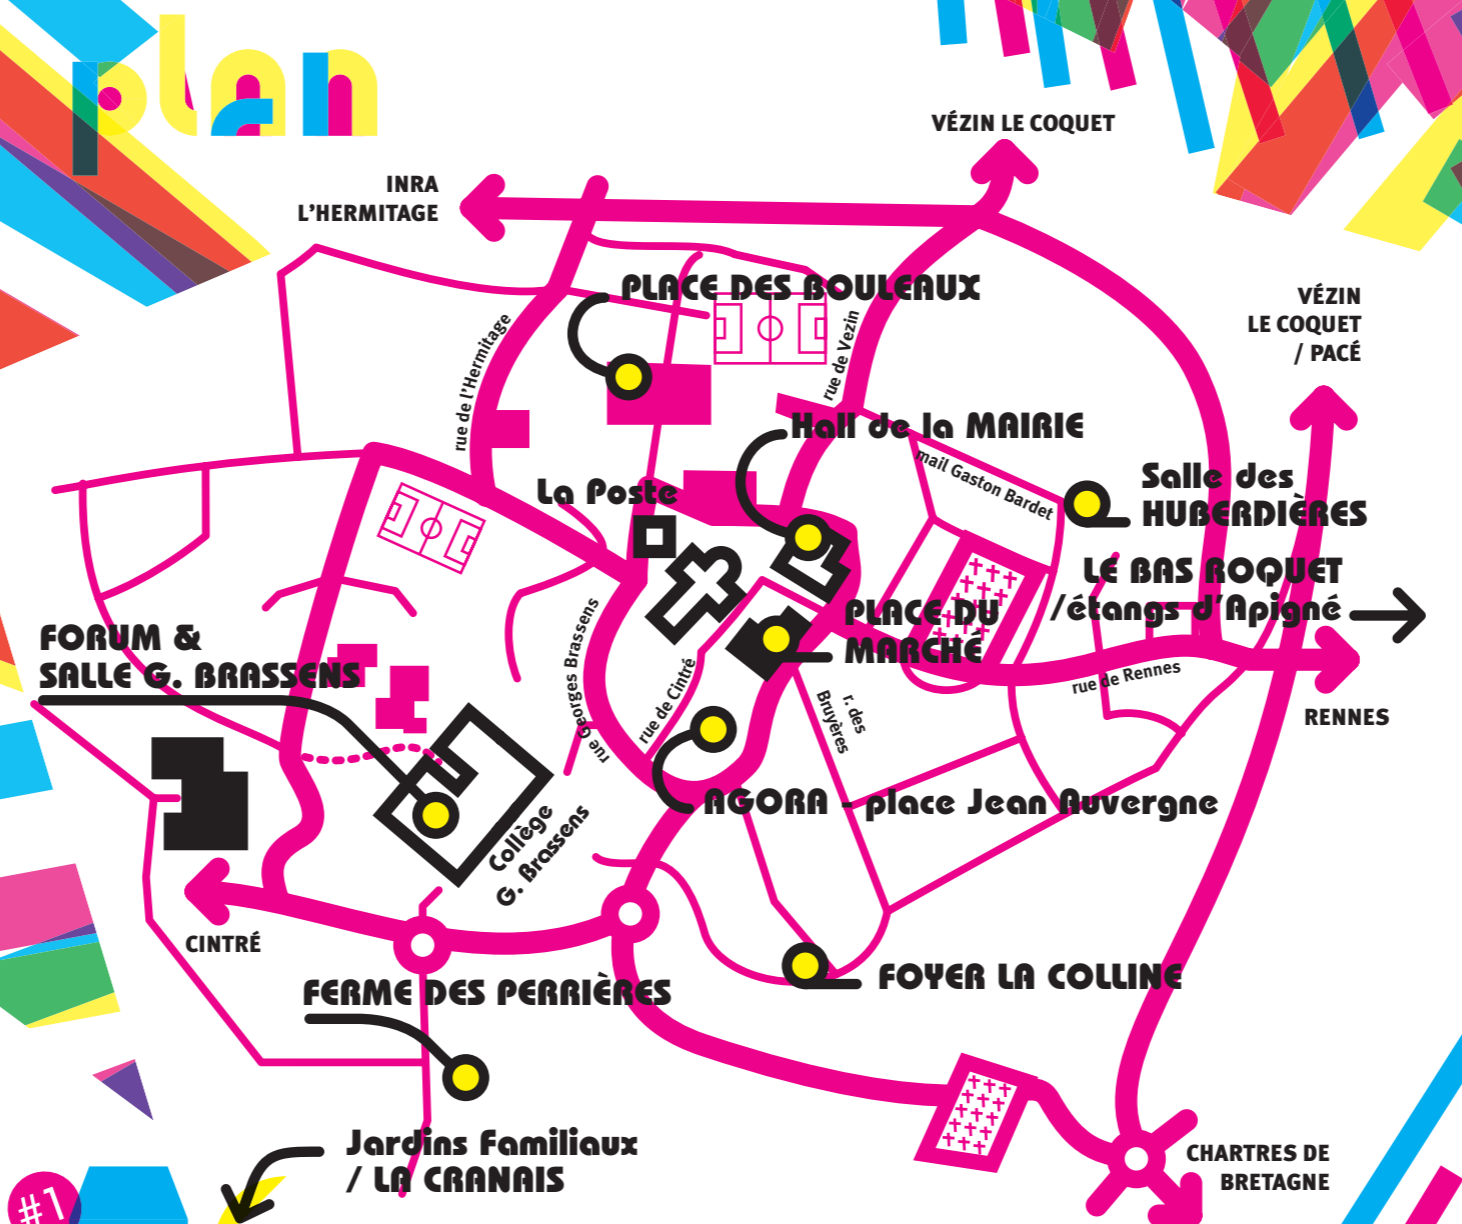 plan
VÉZIN LE COQUET
INRA
L'HERMITAGE
VÉZIN
LE COQUET
/ PACÉ
PLACE DES BOULEAUX
rue de l'Hermitage
rue de Vezin
Hall de la MAIRIE
mail Gaston Bardet
La Poste
Salle des
HUBERDIÉRES
LE BAS ROQUET
/étangs d'Apigné
PLACE DU
MARCHÉ
FORUM &
SALLE G. BRASSENS
rue Georges Brassens
rue de Cintré
r. des
Bruyères
rue de Rennes
RENNES
AGORA - place Jean Auvergne
Collège
G. Brassens
CINTRÉ
FERME DES PERRIÈRES
FOYER LA COLLINE
Jardins Familiaux
/ LA CRANAIS
CHARTRES DE
BRETAGNE
#1